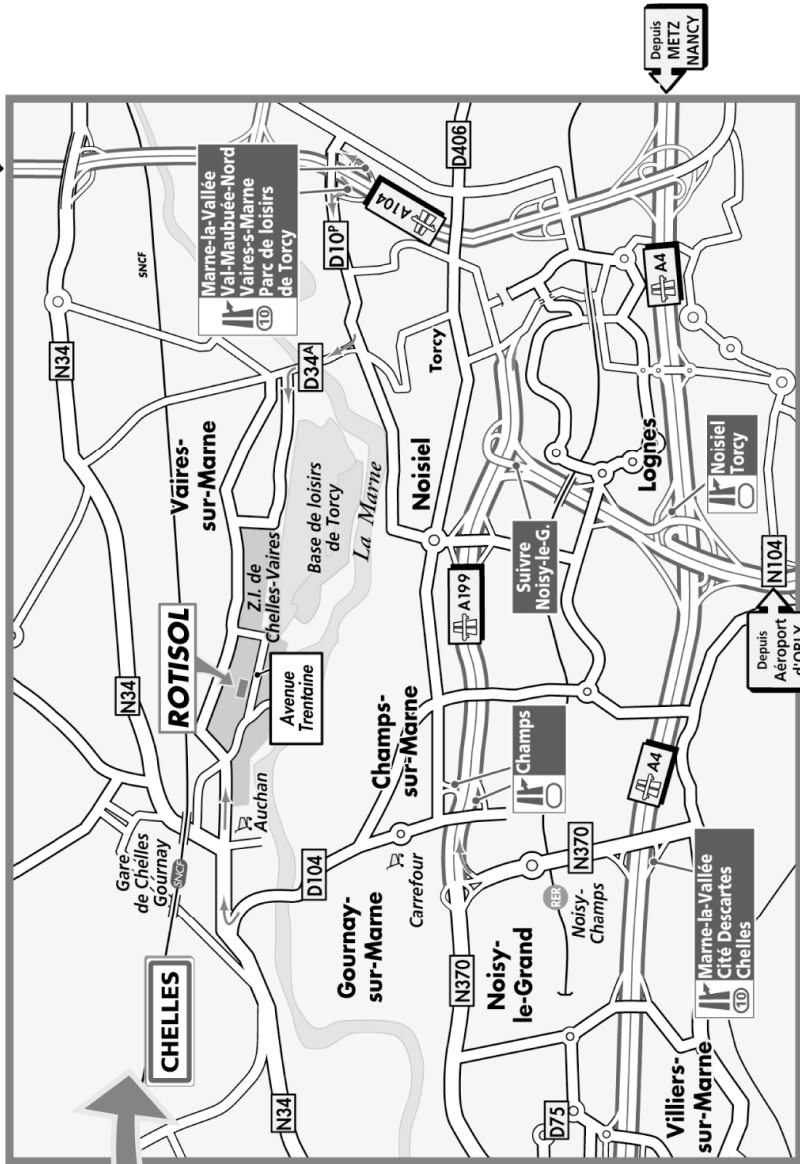 Depuis
METZ
NANCY
N34
SNCF
Marne-la-Vallée
Val-Maubuée-Nord
Vaires-s-Marne
Parc de loisirs
de Torcy
10
D10P
A104
D406
A4
D34A
Torcy
Vaires-
sur-Marne
Noisiel
Lognes
Noisiel
Torcy
Base de loisirs
de Torcy
La Marne
Z.I. de
Chelles-Vaires
Suivre
Noisy-le-G.
A199
N104
Depuis
Aéroport
d'ORLY
N34
ROTISOL
Avenue
Trentaine
Champs-
sur-Marne
Champs
A4
Auchan
Gare
de Chelles
Gournay
SNCF
D104
Carrefour
N370
RER
Noisy-
Champs
Marne-la-Vallée
Cité Descartes
Chelles
10
CHELLES
Gournay-
sur-Marne
N370
Noisy-
le-Grand
N34
D75
Villiers-
sur-Marne